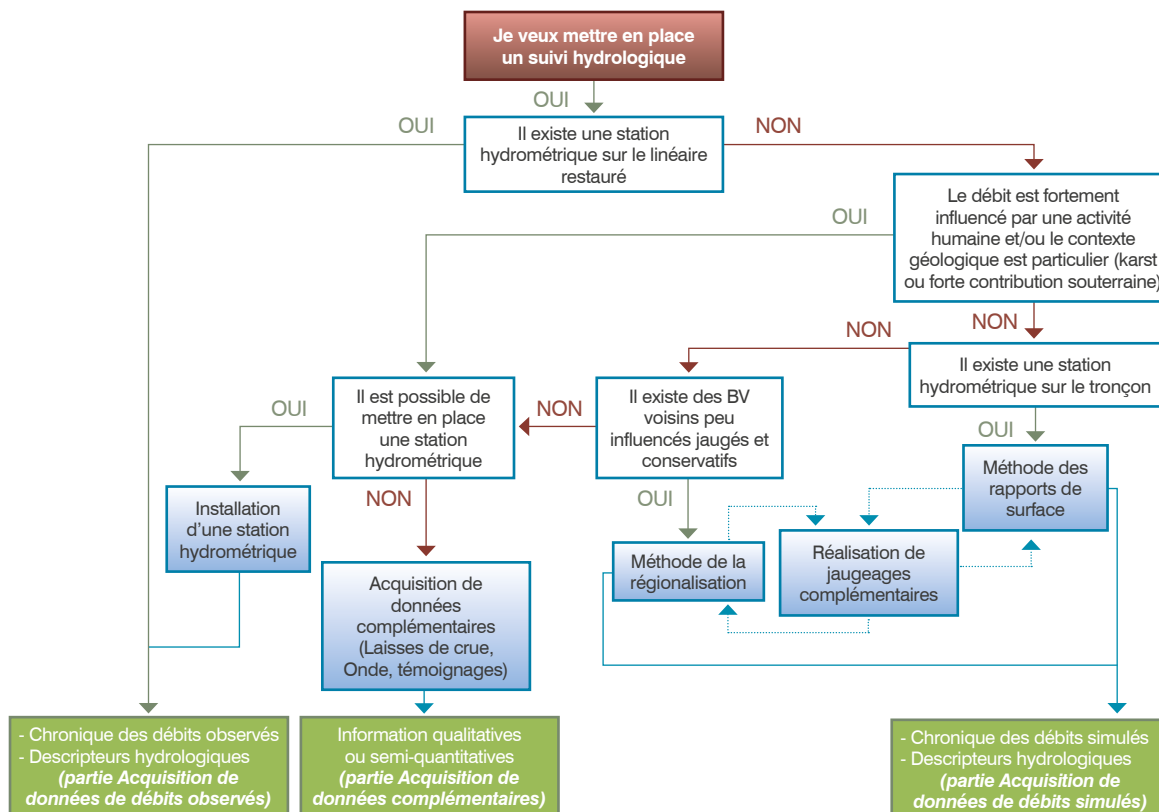 Je veux mettre en place
un suivi hydrologique
OUI
OUI
Il existe une station
hydrométrique sur le linéaire
restauré
NON
Le débit est fortement
influencé par une activité
humaine et/ou le contexte
géologique est particulier (karst
ou forte contribution souterraine)
OUI
NON
NON
Il existe une station
hydrométrique sur le tronçon
Il est possible de
mettre en place
une station
hydrométrique
OUI
NON
Il existe des BV
voisins peu
influencés jaugés et
conservatifs
OUI
Méthode des
rapports de
surface
Installation
d'une station
hydrométrique
NON
OUI
Acquisition de
données
complémentaires
(Laisses de crue,
Onde, témoignages)
Méthode de la
régionalisation
Réalisation de
jaugeages
complémentaires
- Chronique des débits observés
- Descripteurs hydrologiques
(partie Acquisition de
données de débits observés)
Information qualitatives
ou semi-quantitatives
(partie Acquisition de
données complémentaires)
- Chronique des débits simulés
- Descripteurs hydrologiques
(partie Acquisition de
données de débits simulés)